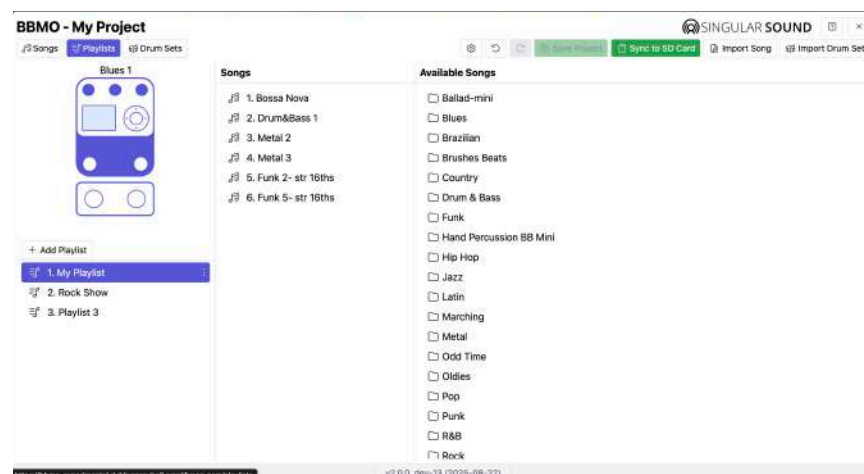 BBMO - My Project
SINGULAR SOUND
Songs
Playlists
Drum Sets
Save Project
Sync to SD Card
Import Song
Import Drum Set
Blues 1
+ Add Playlist
1. My Playlist
2. Rock Show
3. Playlist 3
Songs
1. Bossa Nova
2. Drum&Bass 1
3. Metal 2
4. Metal 3
5. Funk 2- str 16ths
6. Funk 5- str 16ths
Available Songs
Ballad-mini
Blues
Brazilian
Brushes Beats
Country
Drum & Bass
Funk
Hand Percussion BB Mini
Hip Hop
Jazz
Latin
Marching
Metal
Odd Time
Oldies
Pop
Punk
R&B
Rock